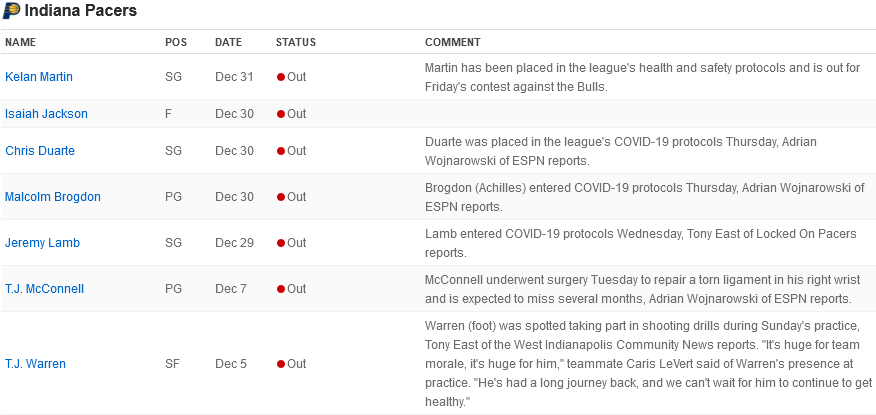 Indiana Pacers
NAME POS DATE STATUS COMMENT
Kelan Martin SG Dec 31 Out Martin has been placed in the league's health and safety protocols and is out for
Friday's contest against the Bulls.
Isaiah Jackson F Dec 30 Out
Chris Duarte SG Dec 30 Out Duarte was placed in the league's COVID-19 protocols Thursday, Adrian
Wojnarowski of ESPN reports.
Malcolm Brogdon PG Dec 30 Out Brogdon (Achilles) entered COVID-19 protocols Thursday, Adrian Wojnarowski of
ESPN reports.
Jeremy Lamb SG Dec 29 Out Lamb entered COVID-19 protocols Wednesday, Tony East of Locked On Pacers
reports.
T.J. McConnell PG Dec 7 Out McConnell underwent surgery Tuesday to repair a torn ligament in his right wrist
and is expected to miss several months, Adrian Wojnarowski of ESPN reports.
T.J. Warren SF Dec 5 Out Warren (foot) was spotted taking part in shooting drills during Sunday's practice,
Tony East of the West Indianapolis Community News reports. "It's huge for team
morale, it's huge for him," teammate Caris LeVert said of Warren's presence at
practice. "He's had a long journey back, and we can't wait for him to continue to get
healthy."